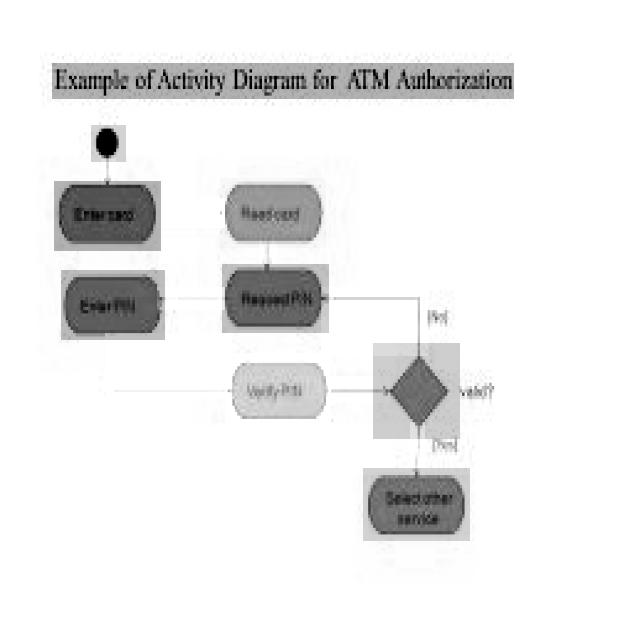 Example of Activity Diagram for ATM Authorization
Enter card
Read card
Enter PIN
Request PIN
[No]
Verify PIN
valid?
[Yes]
Select other
service